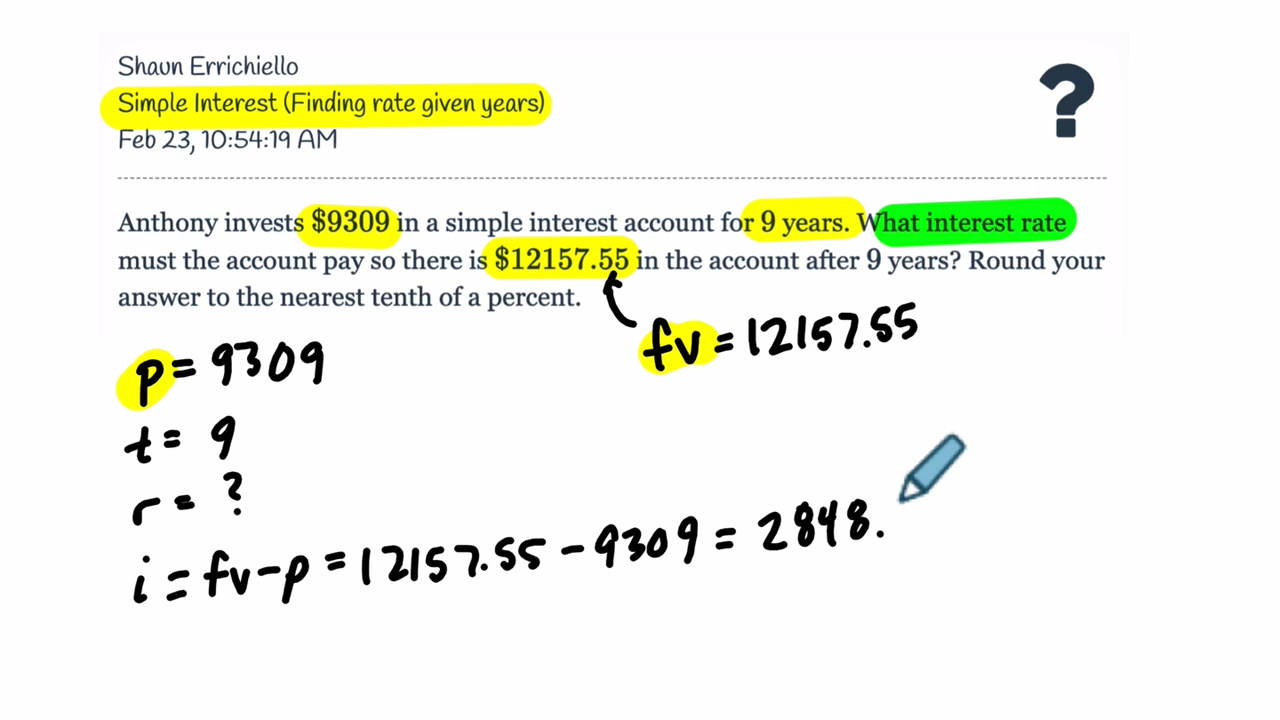 Shaun Errichiello
Simple Interest (Finding rate given years)
Feb 23, 10:54:19 AM
?
Anthony invests $9309 in a simple interest account for 9 years. What interest rate
must the account pay so there is $12157.55 in the account after 9 years? Round your
answer to the nearest tenth of a percent.
fv = 12157.55
p = 9309
t = 9
r = ?
i = fv - p = 12157.55 - 9309 = 2848.